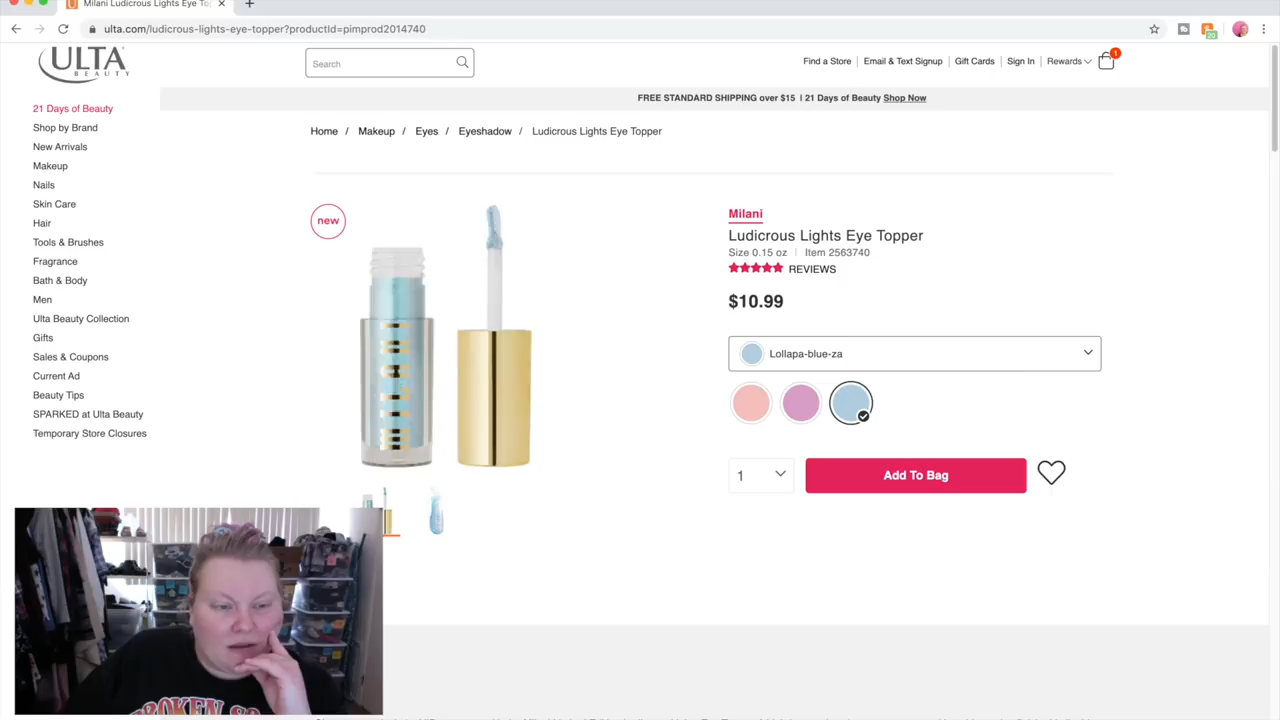 Milani Ludicrous Lights Eye To
ulta.com/ludicrous-lights-eye-topper?productId=pimprod2014740
20
ULTA
BEAUTY
Search
Find a Store
Email & Text Signup
Gift Cards
Sign In
Rewards
1
FREE STANDARD SHIPPING over $15 | 21 Days of Beauty Shop Now
21 Days of Beauty
Shop by Brand
New Arrivals
Makeup
Nails
Skin Care
Hair
Tools & Brushes
Fragrance
Bath & Body
Men
Ulta Beauty Collection
Gifts
Sales & Coupons
Current Ad
Beauty Tips
SPARKED at Ulta Beauty
Temporary Store Closures
Home / Makeup / Eyes / Eyeshadow / Ludicrous Lights Eye Topper
new
MILANI
Milani
Ludicrous Lights Eye Topper
Size 0.15 oz | Item 2563740
REVIEWS
$10.99
Lollapa-blue-za
1
Add To Bag